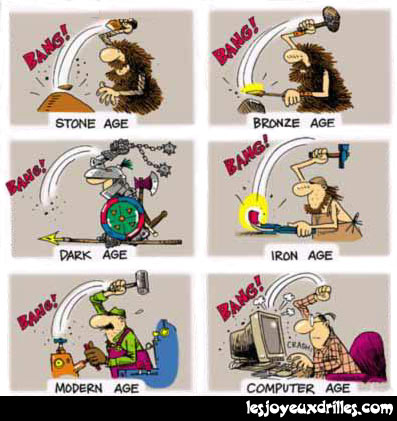 BANG!
BANG!
STONE AGE
BRONZE AGE
BANG!
BANG!
DARK AGE
IRON AGE
BANG!
BANG!
CRASH
MODERN AGE
COMPUTER AGE
lesjoyeuxdrilles.com